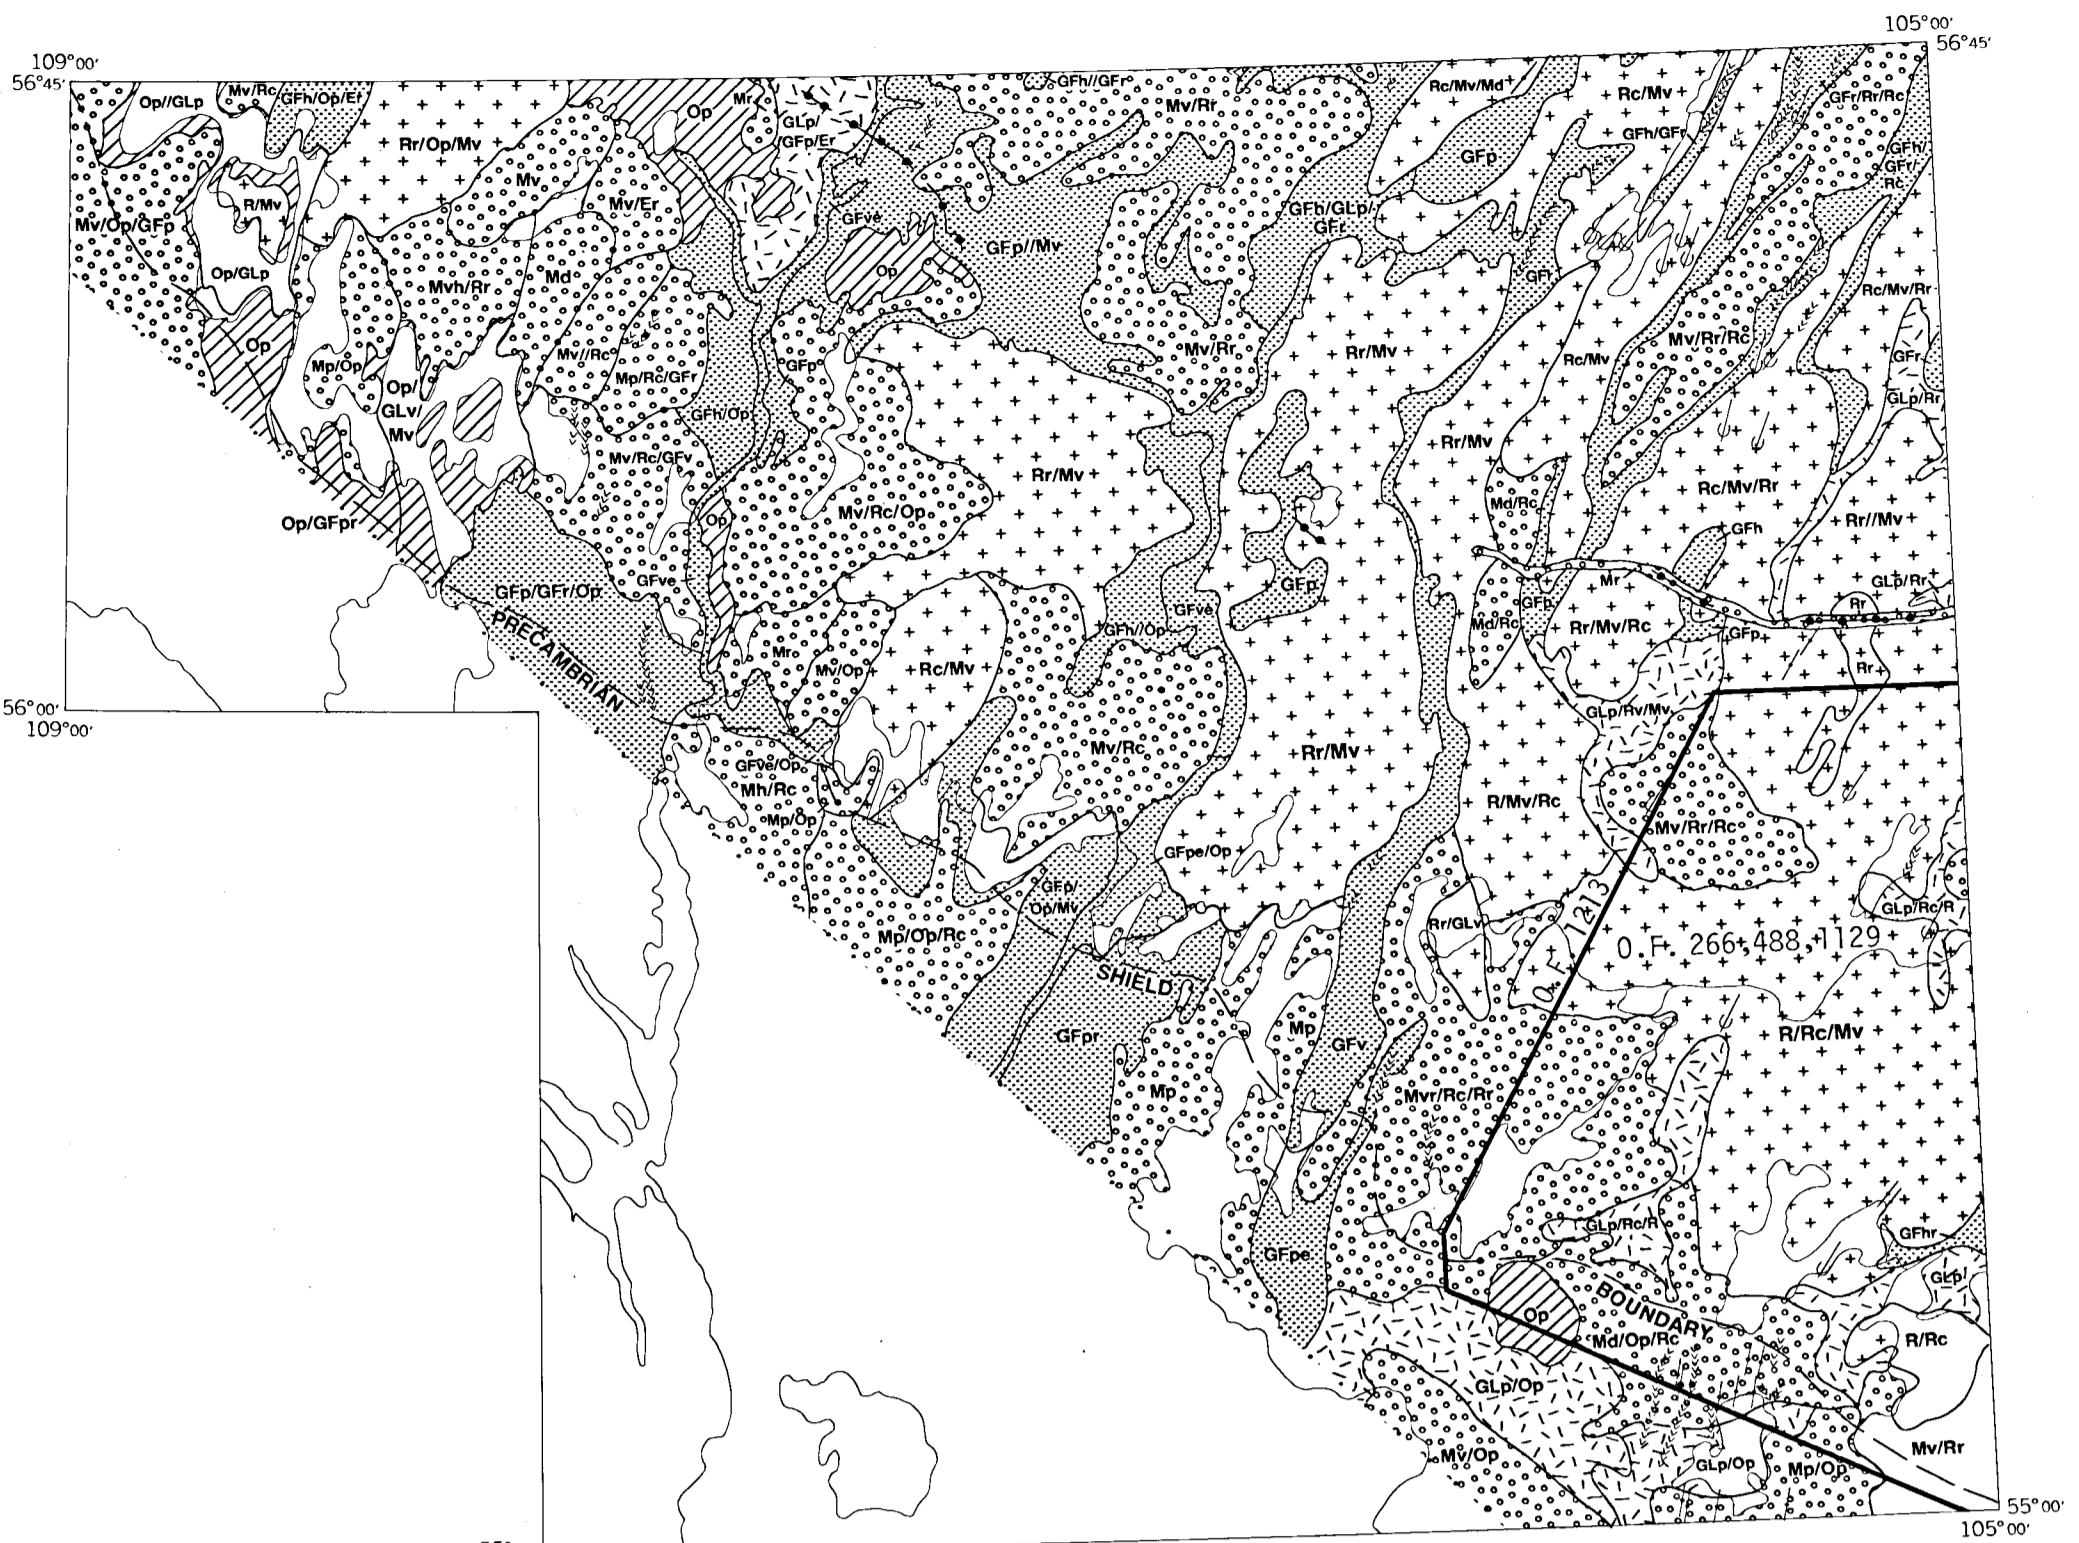 105°00'
56°45'
109°00'
56°45'
Op//GLp
Mv/Rc
GFh/Op/Er
Rr/Op/Mv
Op
Mr
GLp/
GFp/Er
GFh//GFr
Mv/Rr
Rc/Mv/Md
Rc/Mv
GFr/Rr/Rc
GFh/GFr
GFp
GFh/
GFr/
Rc
R/Mv
Mv
Mv/Er
Mv/Op/GFp
GFve
GFp//Mv
GFh/GLp/
GFr
Op/GLp
Mvh/Rr
Md
Op
GFr
Rc/Mv/Rr
Op
Mp/Op
Mv//Rc
Mp/Rc/GFr
GFp
Mv/Rr
Rr/Mv
Rc/Mv
Mv/Rr/Rc
GFr
GLp/Rr
Op/
GLv/
Mv
GFh/Op
Rr/Mv
Mv/Rc/GFv
Rr/Mv
Rc/Mv/Rr
Op/GFpr
Op
Mv/Rc/Op
Md/Rc
GFh
Rr//Mv
GFp/GFr/Op
GFve
GFp
Mr
GLp/Rr
GFve
GFp
Rr
PRECAMBRIAN
GFh//Op
Md/Rc
Rr/Mv/Rc
GFp
Mr
Mv/Op
Rc/Mv
Rr
56°00'
109°00'
GLp/Rv/Mv
GFve/Op
Mh/Rc
Mv/Rc
Rr/Mv
R/Mv/Rc
Mp/Op
Mv/Rr/Rc
GFpe/Op
GFp/
Op/Mv
GLp/Rc/R
Mp/Op/Rc
Rr/GLv
O.F. 1213
O.F. 266,488,1129
SHIELD
GFpr
Mp
GFv
R/Rc/Mv
Mp
Mvr/Rc/Rr
GLp/Rc/R
GFhr
GFpe
GLp
BOUNDARY
Op
Md/Op/Rc
R/Rc
GLp/Op
Mv/Op
GLp/Op
Mp/Op
Mv/Rr
55°00'
105°00'